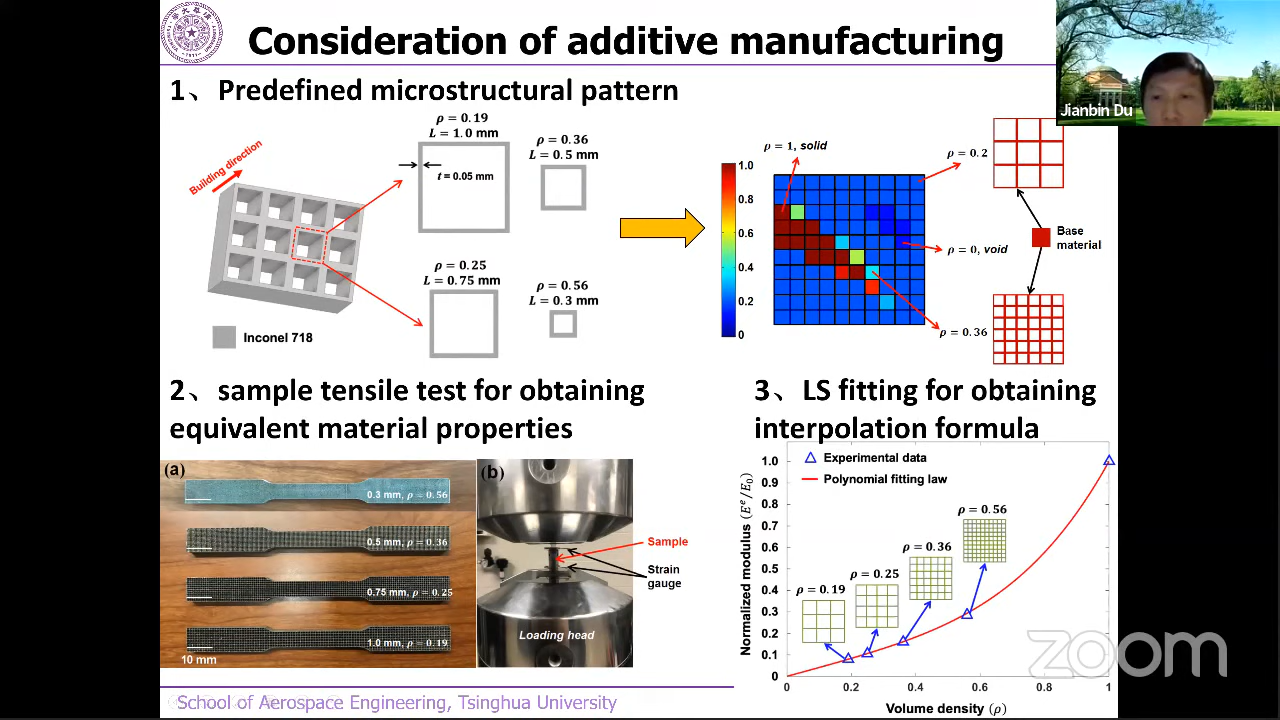 Consideration of additive manufacturing
Jianbin Du
1、Predefined microstructural pattern
ρ = 0.19
L = 1.0 mm
ρ = 0.36
L = 0.5 mm
t = 0.05 mm
Building direction
ρ = 0.25
L = 0.75 mm
ρ = 0.56
L = 0.3 mm
Inconel 718
ρ = 1, solid
1.0
0.8
0.6
0.4
0.2
0
ρ = 0.2
ρ = 0, void
ρ = 0.36
Base
material
2、sample tensile test for obtaining
equivalent material properties
(a)
0.3 mm, ρ = 0.56
0.5 mm, ρ = 0.36
0.75 mm, ρ = 0.25
1.0 mm, ρ = 0.19
10 mm
(b)
Sample
Strain
gauge
Loading head
3、LS fitting for obtaining
interpolation formula
Experimental data
Polynomial fitting law
Normalized modulus (Eᵉ/E₀)
1.0
0.9
0.8
0.7
0.6
0.5
0.4
0.3
0.2
0.1
0
ρ = 0.19
ρ = 0.25
ρ = 0.36
ρ = 0.56
0
0.2
0.4
0.6
0.8
1
Volume density (ρ)
zoom
School of Aerospace Engineering, Tsinghua University